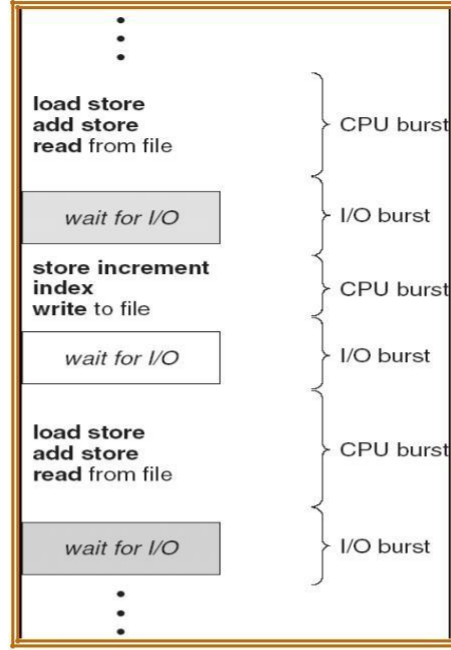 load store
add store
read from file
CPU burst
wait for I/O
I/O burst
store increment
index
write to file
CPU burst
wait for I/O
I/O burst
load store
add store
read from file
CPU burst
wait for I/O
I/O burst